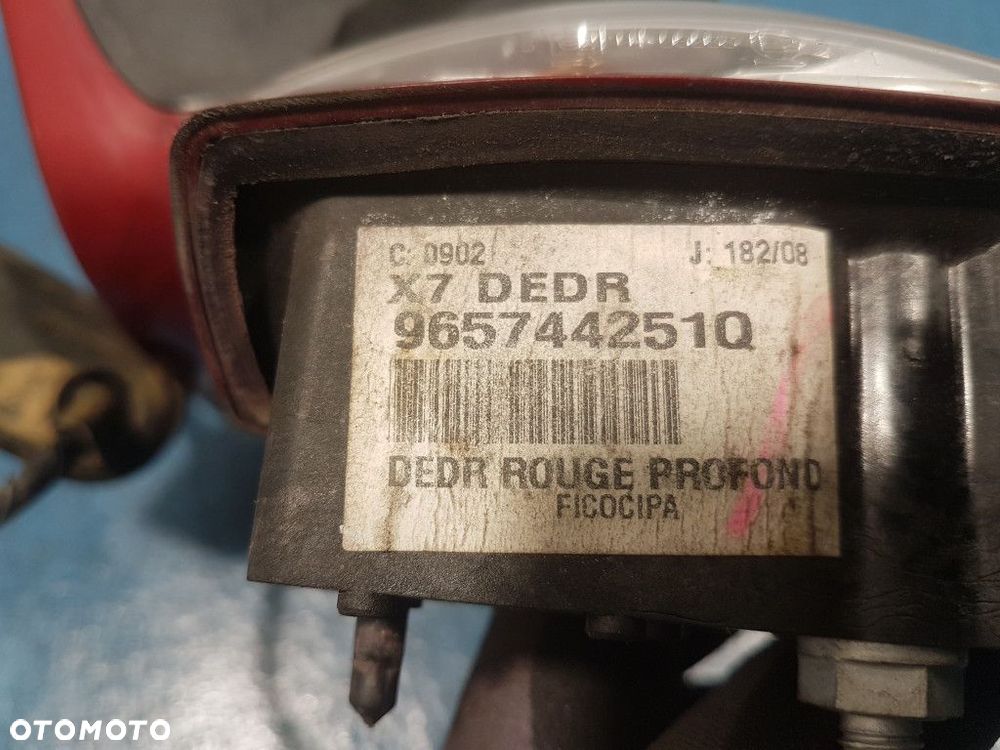 C: 0902 J: 182/08
X7 DEDR
9657442510
DEDR ROUGE PROFOND
FICOCIPA
OTOMOTO